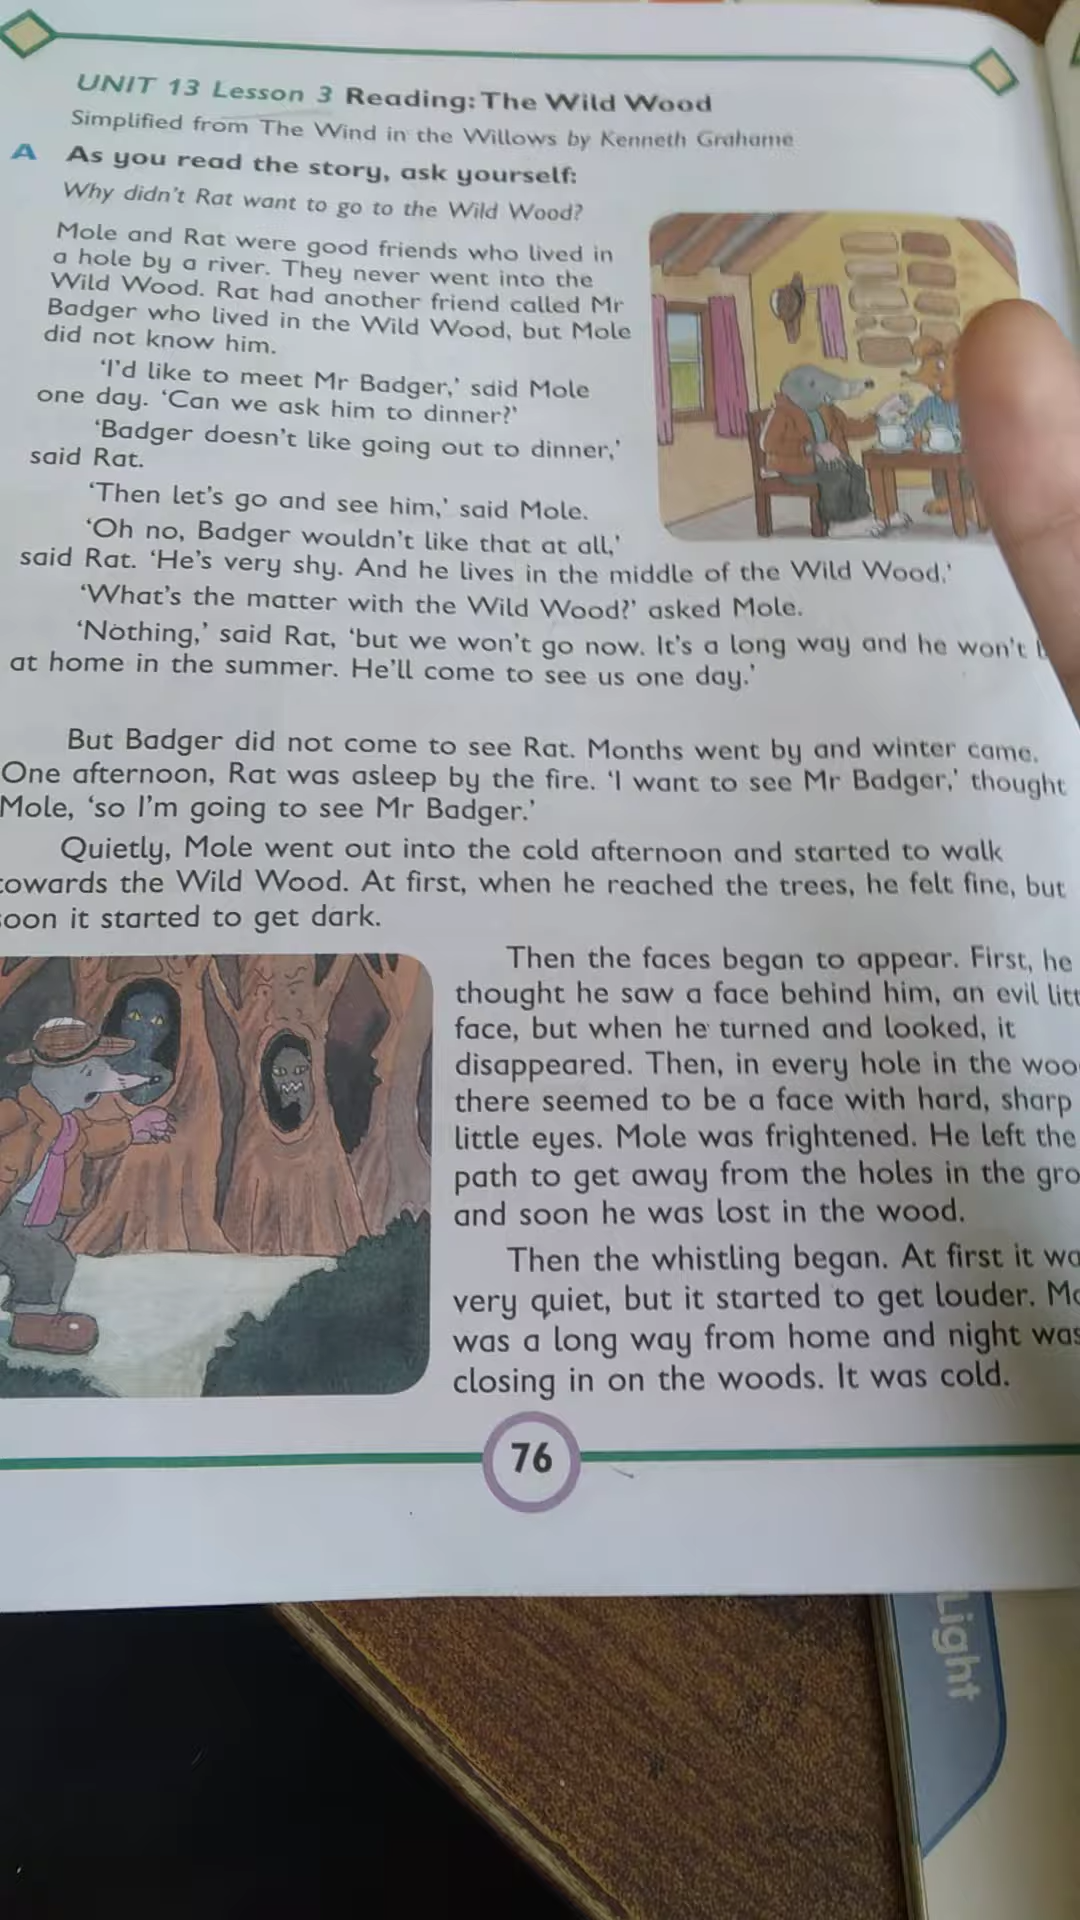 UNIT 13 Lesson 3 Reading: The Wild Wood
Simplified from The Wind in the Willows by Kenneth Grahame
A As you read the story, ask yourself:
Why didn't Rat want to go to the Wild Wood?
Mole and Rat were good friends who lived in
a hole by a river. They never went into the
Wild Wood. Rat had another friend called Mr
Badger who lived in the Wild Wood, but Mole
did not know him.
'I'd like to meet Mr Badger,' said Mole
one day. 'Can we ask him to dinner?'
'Badger doesn't like going out to dinner,'
said Rat.
'Then let's go and see him,' said Mole.
'Oh no, Badger wouldn't like that at all,'
said Rat. 'He's very shy. And he lives in the middle of the Wild Wood.'
'What's the matter with the Wild Wood?' asked Mole.
'Nothing,' said Rat, 'but we won't go now. It's a long way and he won't
at home in the summer. He'll come to see us one day.'
But Badger did not come to see Rat. Months went by and winter came.
One afternoon, Rat was asleep by the fire. 'I want to see Mr Badger,' thought
Mole, 'so I'm going to see Mr Badger.'
Quietly, Mole went out into the cold afternoon and started to walk
towards the Wild Wood. At first, when he reached the trees, he felt fine, but
soon it started to get dark.
Then the faces began to appear. First, he
thought he saw a face behind him, an evil litt
face, but when he turned and looked, it
disappeared. Then, in every hole in the woo
there seemed to be a face with hard, sharp
little eyes. Mole was frightened. He left the
path to get away from the holes in the gro
and soon he was lost in the wood.
Then the whistling began. At first it wa
very quiet, but it started to get louder. Mo
was a long way from home and night was
closing in on the woods. It was cold.
76
Light